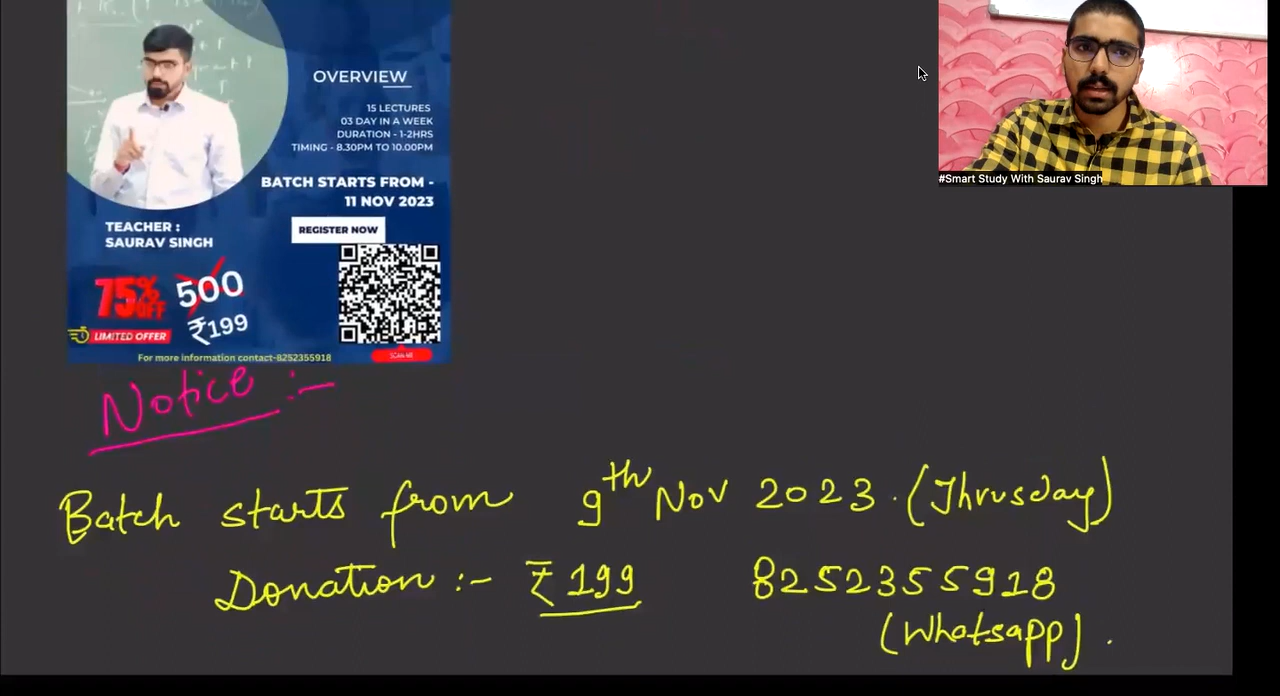 OVERVIEW
15 LECTURES
03 DAY IN A WEEK
DURATION - 1-2HRS
TIMING - 8.30PM TO 10.00PM
BATCH STARTS FROM -
11 NOV 2023
REGISTER NOW
TEACHER :
SAURAV SINGH
75% OFF 500
₹199
LIMITED OFFER
For more information contact-8252355918
SCAN ME
#Smart Study With Saurav Singh
Notice :-
Batch starts from 9th Nov 2023. (Thrusday)
Donation :- ₹199 8252355918
(Whatsapp).